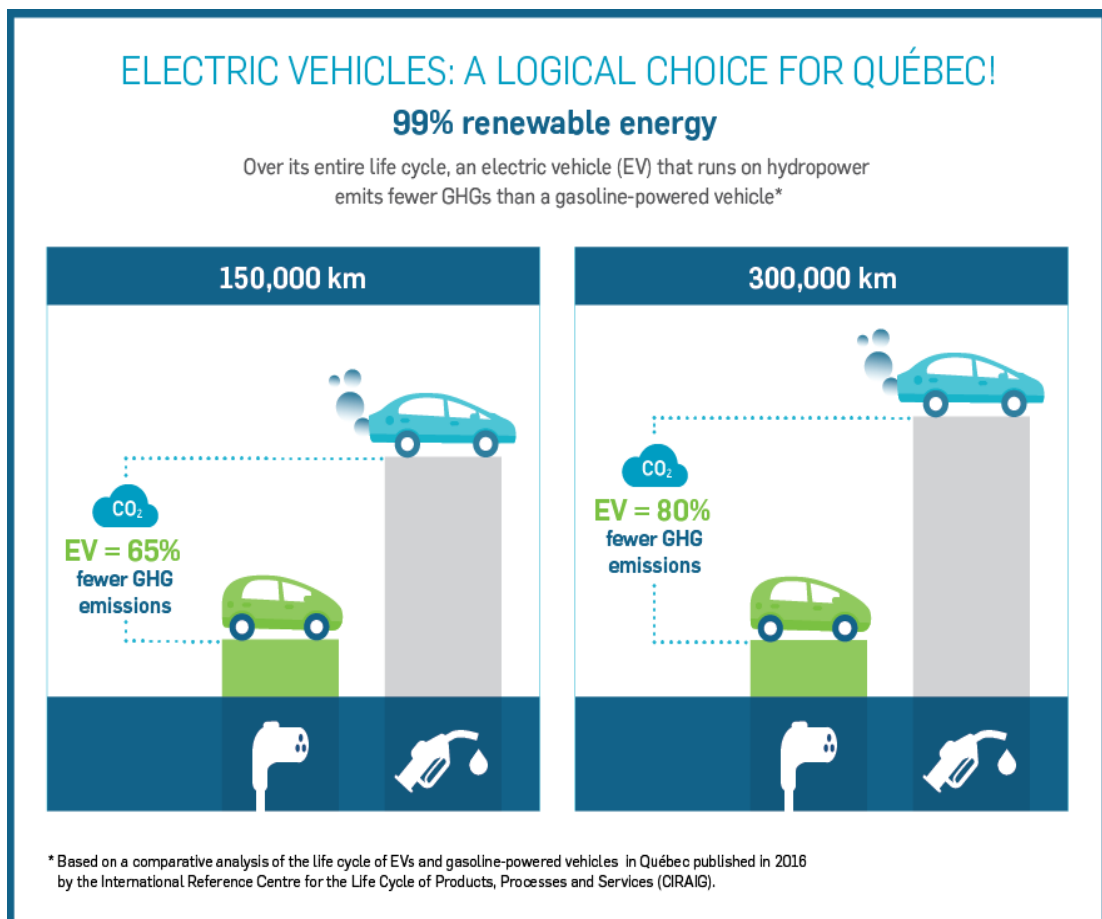 ELECTRIC VEHICLES: A LOGICAL CHOICE FOR QUÉBEC!
99% renewable energy
Over its entire life cycle, an electric vehicle (EV) that runs on hydropower
emits fewer GHGs than a gasoline-powered vehicle*
150,000 km
CO₂
EV = 65%
fewer GHG
emissions
300,000 km
CO₂
EV = 80%
fewer GHG
emissions
* Based on a comparative analysis of the life cycle of EVs and gasoline-powered vehicles in Québec published in 2016
by the International Reference Centre for the Life Cycle of Products, Processes and Services (CIRAIG).